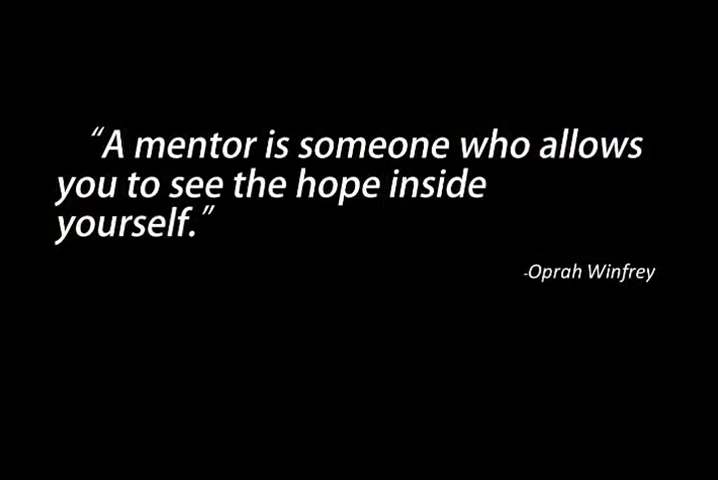 “A mentor is someone who allows
you to see the hope inside
yourself.”
-Oprah Winfrey